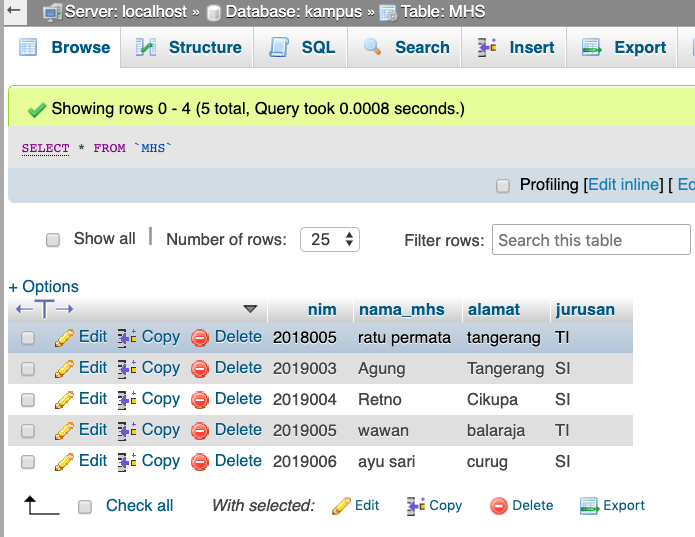 Server: localhost » Database: kampus » Table: MHS
Browse Structure SQL Search Insert Export
Showing rows 0 - 4 (5 total, Query took 0.0008 seconds.)
SELECT * FROM `MHS`
Profiling [Edit inline] [ Ed
Show all | Number of rows: 25 Filter rows: Search this table
+ Options
←T→ nim nama_mhs alamat jurusan
Edit Copy Delete 2018005 ratu permata tangerang TI
Edit Copy Delete 2019003 Agung Tangerang SI
Edit Copy Delete 2019004 Retno Cikupa SI
Edit Copy Delete 2019005 wawan balaraja TI
Edit Copy Delete 2019006 ayu sari curug SI
Check all With selected: Edit Copy Delete Export